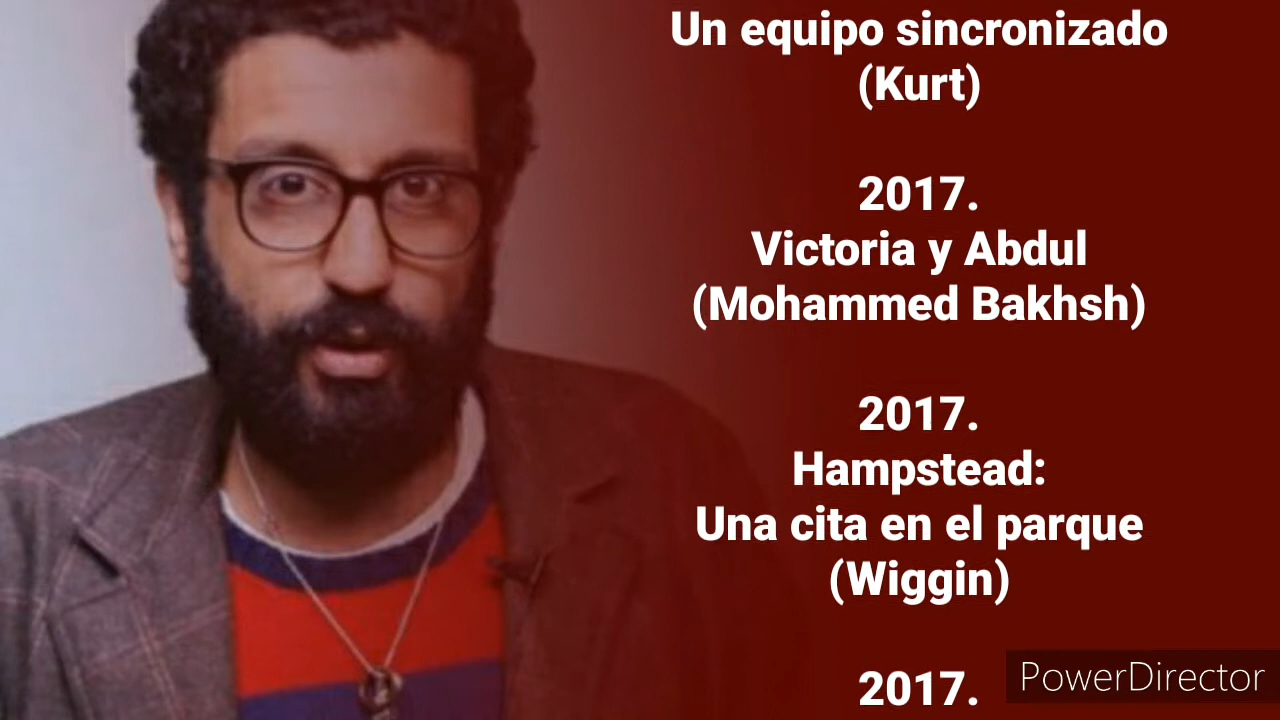 Un equipo sincronizado
(Kurt)
2017.
Victoria y Abdul
(Mohammed Bakhsh)
2017.
Hampstead:
Una cita en el parque
(Wiggin)
2017.
PowerDirector